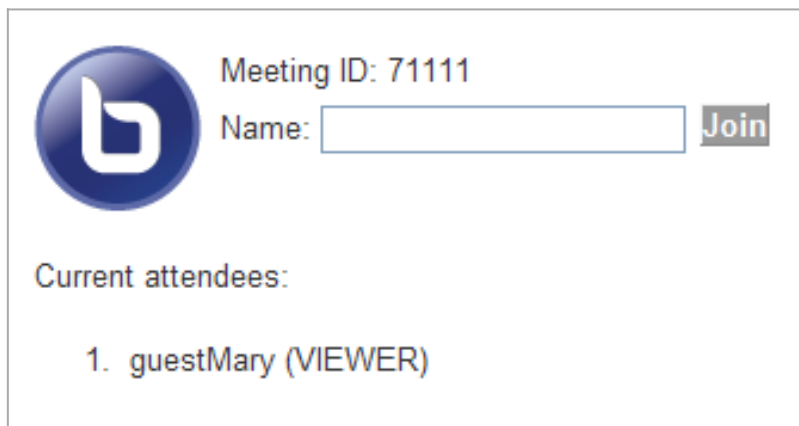 Meeting ID: 71111
Name: Join
Current attendees:
1. guestMary (VIEWER)